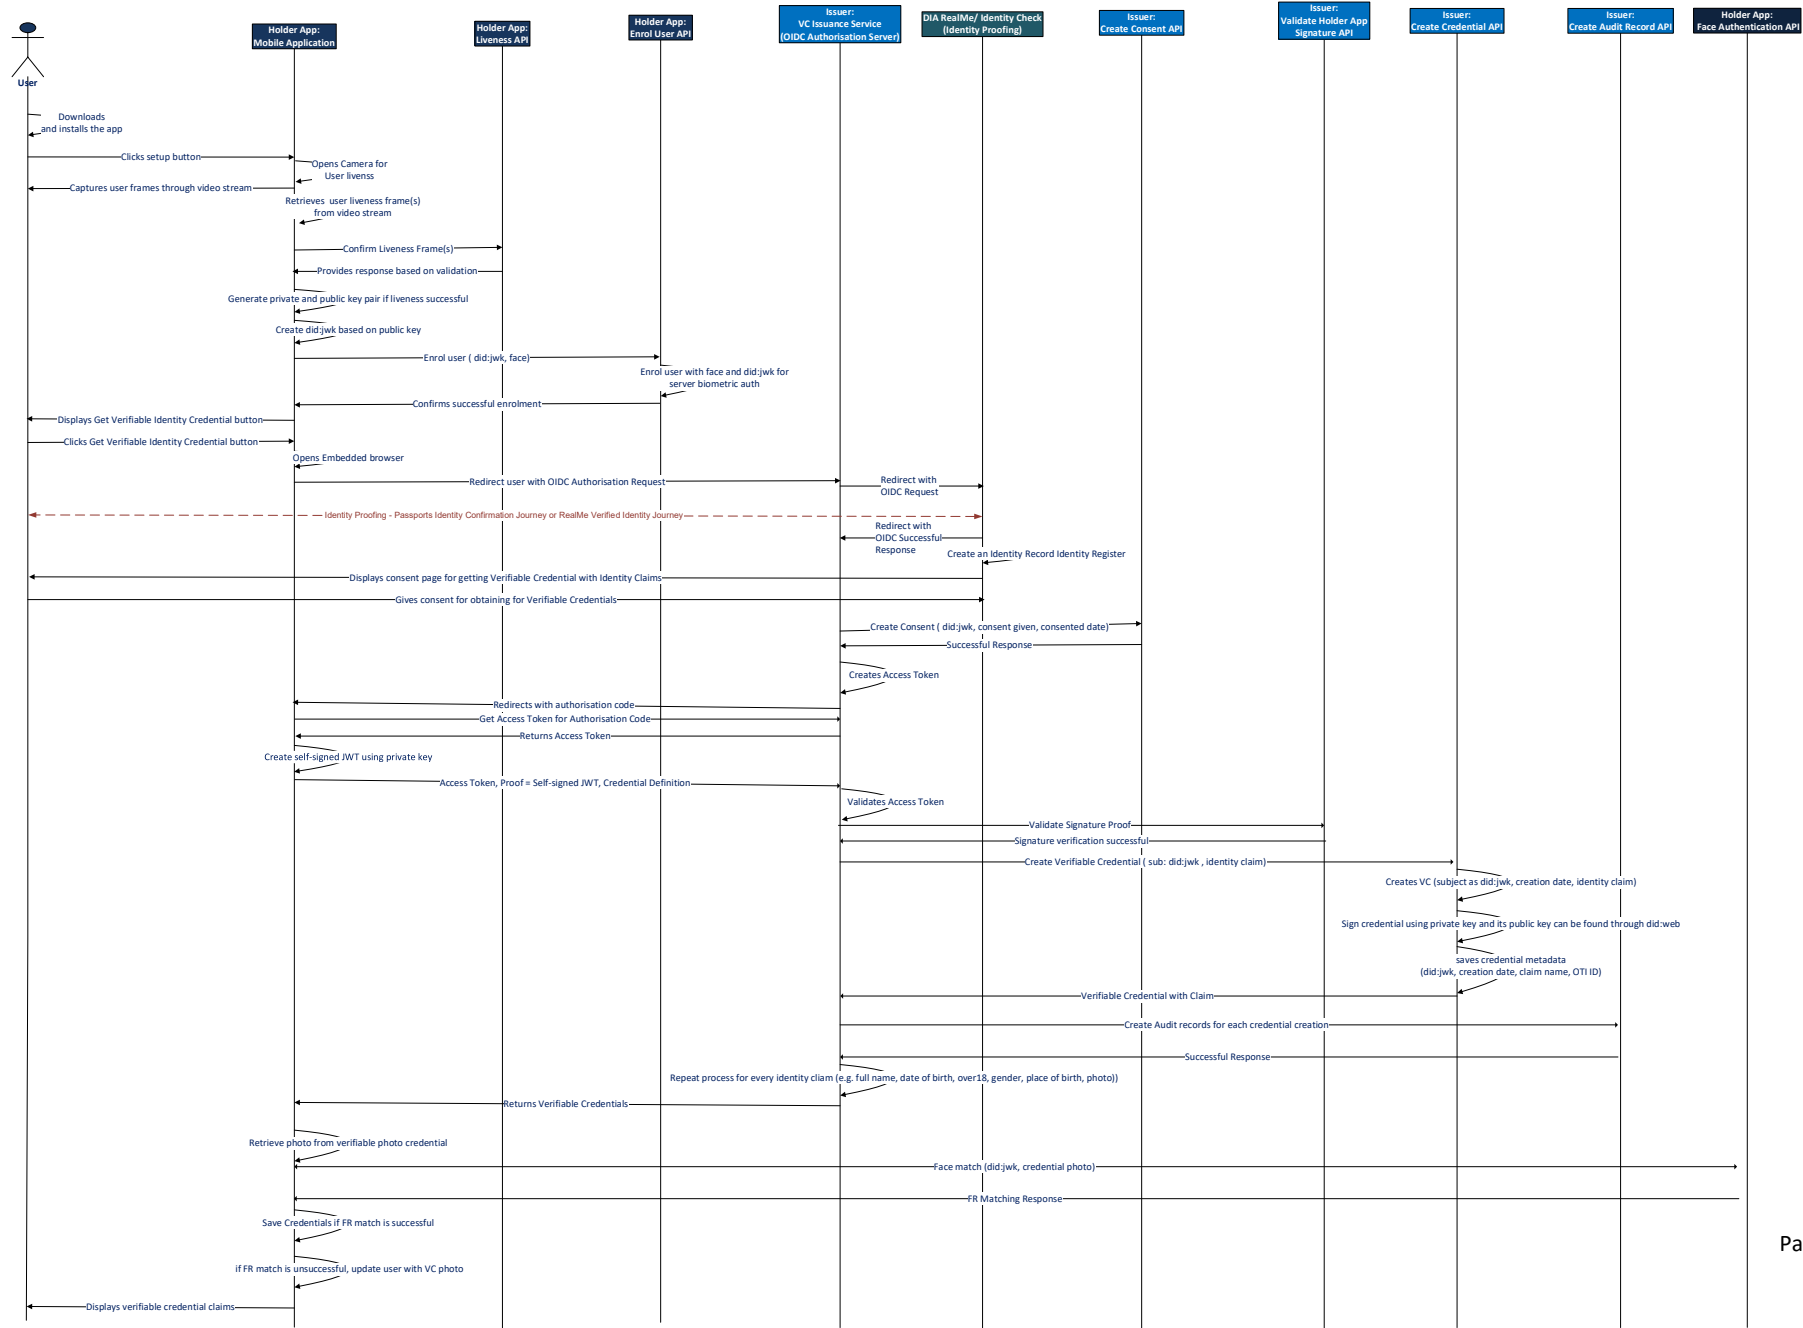 Holder App:
Mobile Application
Holder App:
Liveness API
Holder App:
Enrol User API
Issuer:
VC Issuance Service
(OIDC Authorisation Server)
DIA RealMe/ Identity Check
(Identity Proofing)
Issuer:
Create Consent API
Issuer:
Validate Holder App
Signature API
Issuer:
Create Credential API
Issuer:
Create Audit Record API
Holder App:
Face Authentication API
User
Downloads
and installs the app
Clicks setup button
Opens Camera for
User livenss
Captures user frames through video stream
Retrieves user liveness frame(s)
from video stream
Confirm Liveness Frame(s)
Provides response based on validation
Generate private and public key pair if liveness successful
Create did:jwk based on public key
Enrol user ( did:jwk, face)
Enrol user with face and did:jwk for
server biometric auth
Confirms successful enrolment
Displays Get Verifiable Identity Credential button
Clicks Get Verifiable Identity Credential button
Opens Embedded browser
Redirect user with OIDC Authorisation Request
Redirect with
OIDC Request
Identity Proofing - Passports Identity Confirmation Journey or RealMe Verified Identity Journey
Redirect with
OIDC Successful
Response
Create an Identity Record Identity Register
Displays consent page for getting Verifiable Credential with Identity Claims
Gives consent for obtaining for Verifiable Credentials
Create Consent ( did:jwk, consent given, consented date)
Successful Response
Creates Access Token
Redirects with authorisation code
Get Access Token for Authorisation Code
Returns Access Token
Create self-signed JWT using private key
Access Token, Proof = Self-signed JWT, Credential Definition
Validates Access Token
Validate Signature Proof
Signature verification successful
Create Verifiable Credential ( sub: did:jwk , identity claim)
Creates VC (subject as did:jwk, creation date, identity claim)
Sign credential using private key and its public key can be found through did:web
saves credential metadata
(did:jwk, creation date, claim name, OTI ID)
Verifiable Credential with Claim
Create Audit records for each credential creation
Successful Response
Repeat process for every identity cliam (e.g. full name, date of birth, over18, gender, place of birth, photo))
Returns Verifiable Credentials
Retrieve photo from verifiable photo credential
Face match (did:jwk, credential photo)
FR Matching Response
Save Credentials if FR match is successful
Pa
if FR match is unsuccessful, update user with VC photo
Displays verifiable credential claims